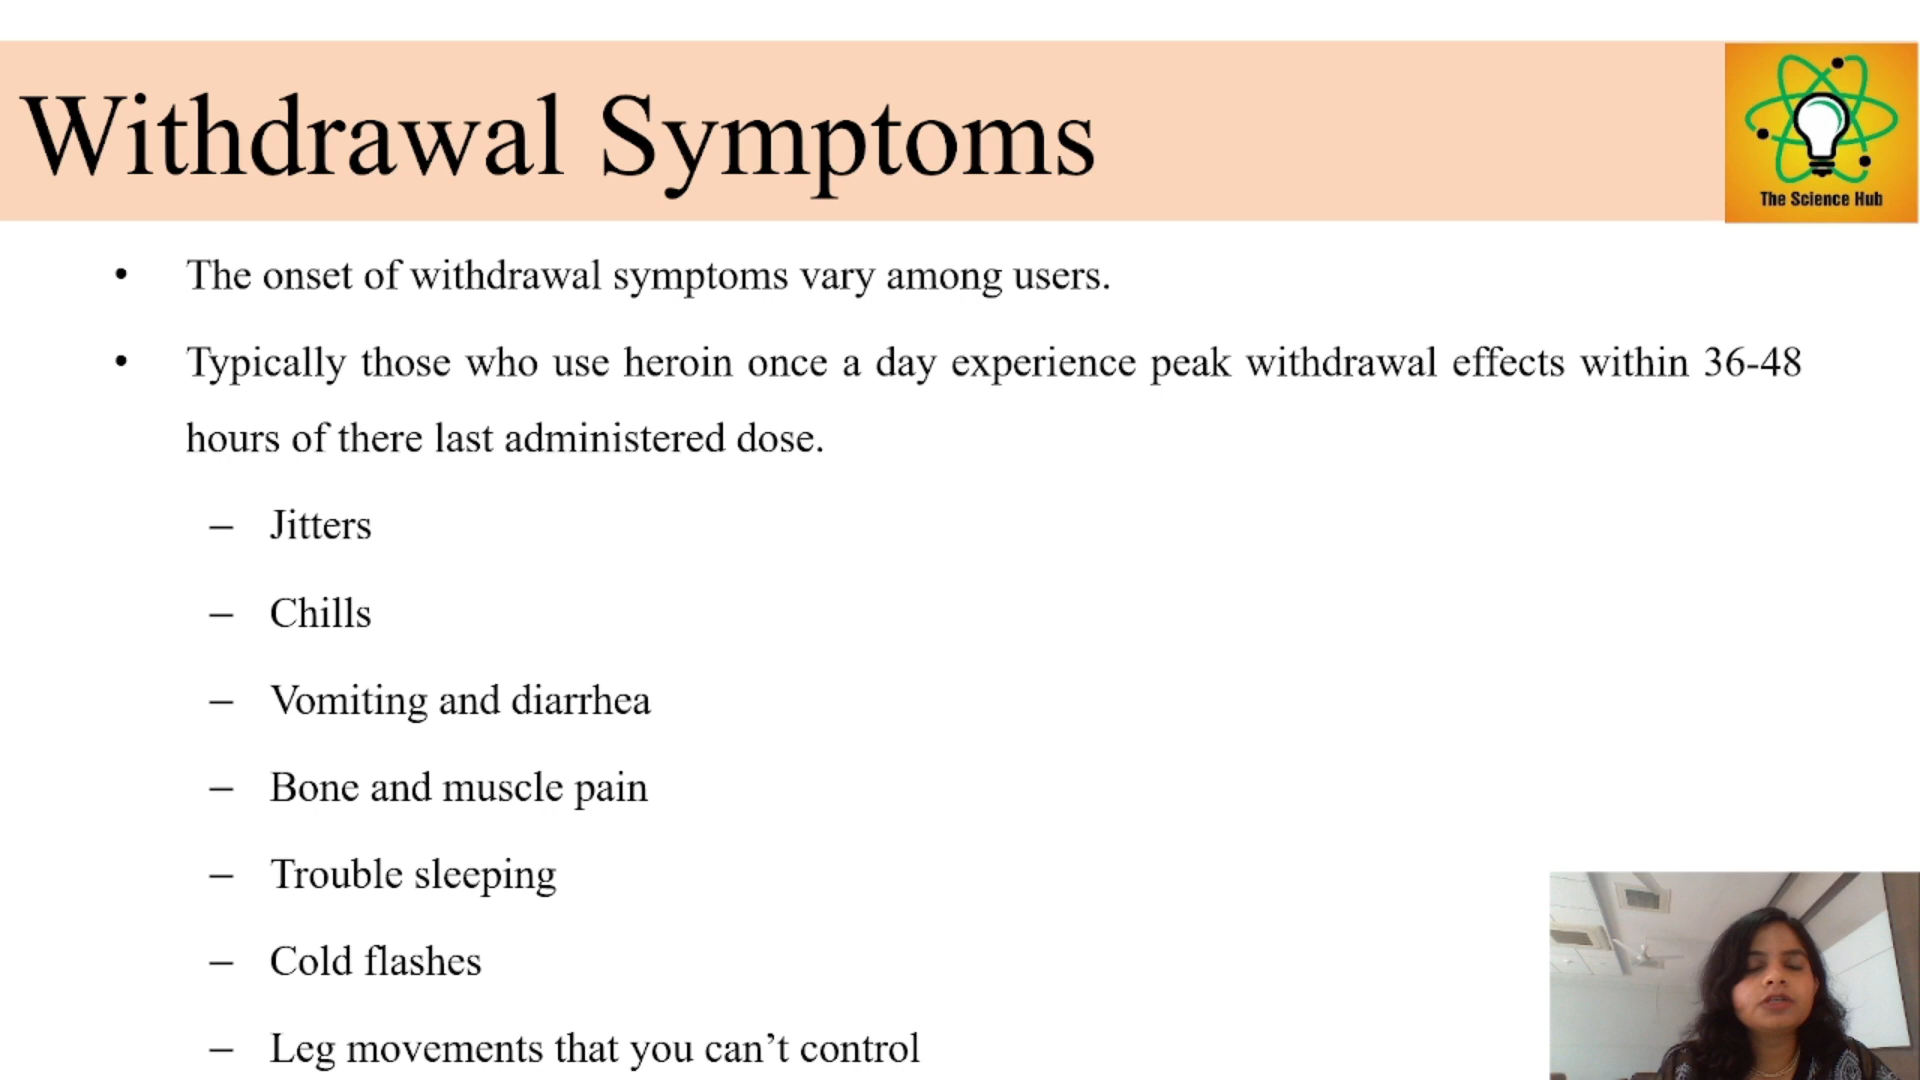 Withdrawal Symptoms
The Science Hub
• The onset of withdrawal symptoms vary among users.
• Typically those who use heroin once a day experience peak withdrawal effects within 36-48
hours of there last administered dose.
– Jitters
– Chills
– Vomiting and diarrhea
– Bone and muscle pain
– Trouble sleeping
– Cold flashes
– Leg movements that you can’t control